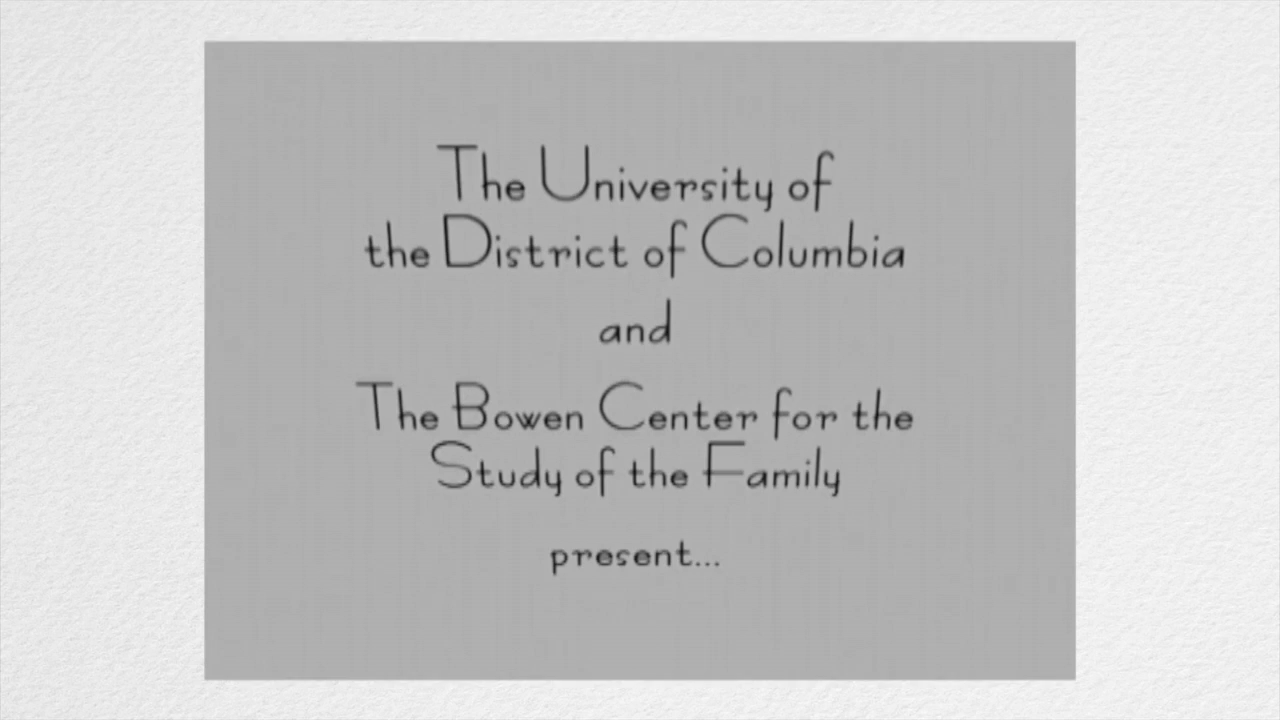 The University of
the District of Columbia
and
The Bowen Center for the
Study of the Family
present...